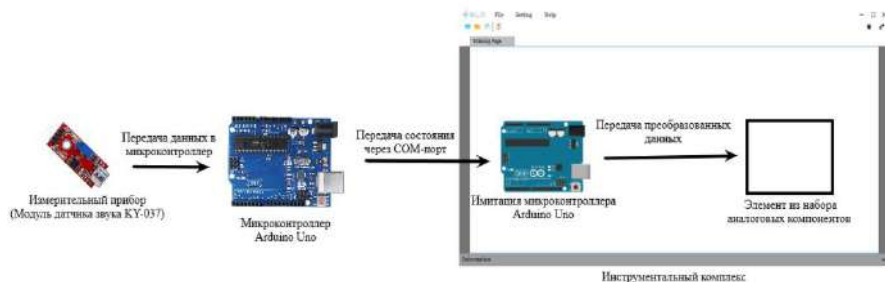 File Setting Help
Передача данных в
микроконтроллер
Измерительный прибор
(Модуль датчика звука KY-037)
Микроконтроллер
Arduino Uno
Передача состояния
через COM-порт
Имитация микроконтроллера
Arduino Uno
Передача преобразованных
данных
Элемент из набора
аналоговых компонентов
Инструментальный комплекс